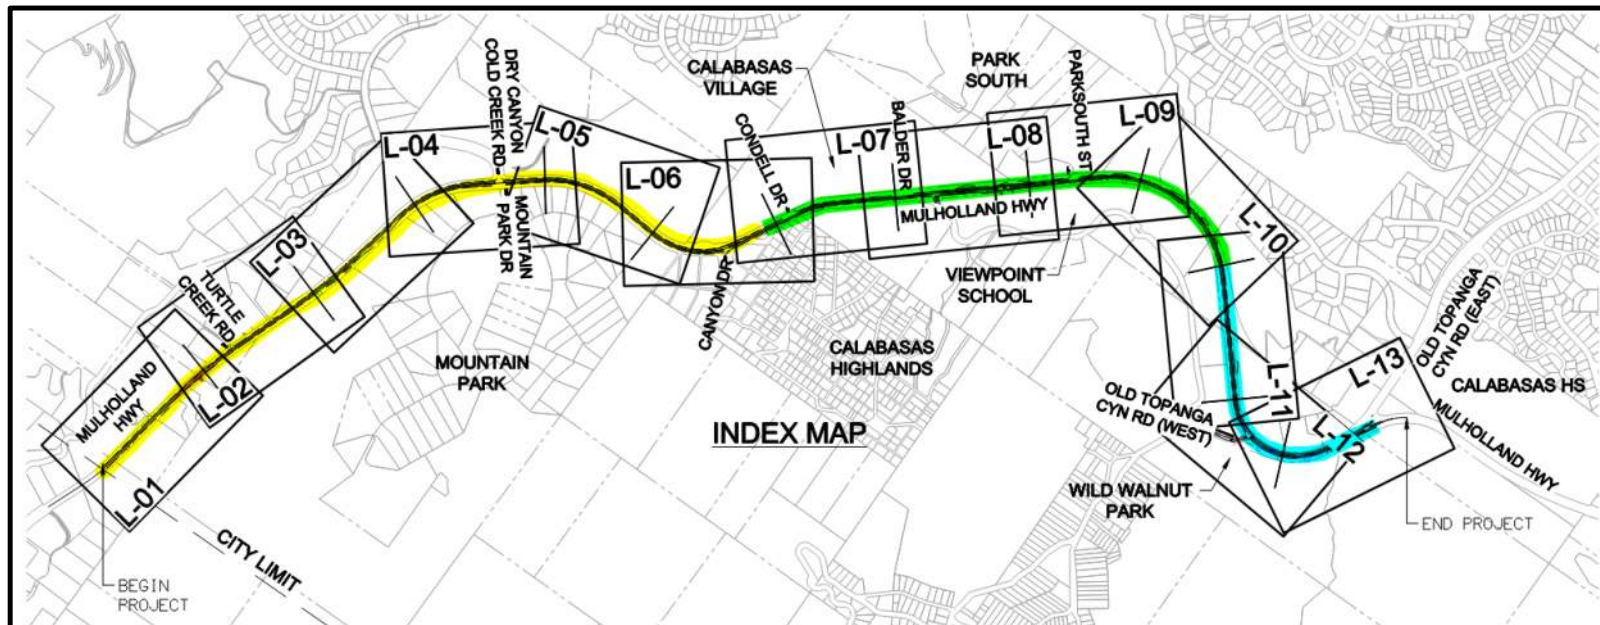 DRY CANYON
COLD CREEK RD
L-05
CALABASAS
VILLAGE
PARK
SOUTH
PARKSOUTH ST
L-04
L-06
CONDELL DR
L-07
BALDER DR
L-08
L-09
MOUNTAIN
PARK DR
MULHOLLAND HWY
L-03
TURTLE
CREEK RD
L-10
VIEWPOINT
SCHOOL
CANYON DR
CALABASAS
HIGHLANDS
MOUNTAIN
PARK
MULHOLLAND
HWY
L-02
INDEX MAP
OLD TOPANGA
CYN RD (EAST)
L-13
CALABASAS HS
L-11
OLD TOPANGA
CYN RD (WEST)
L-12
MULHOLLAND HWY
L-01
WILD WALNUT
PARK
END PROJECT
CITY LIMIT
BEGIN
PROJECT